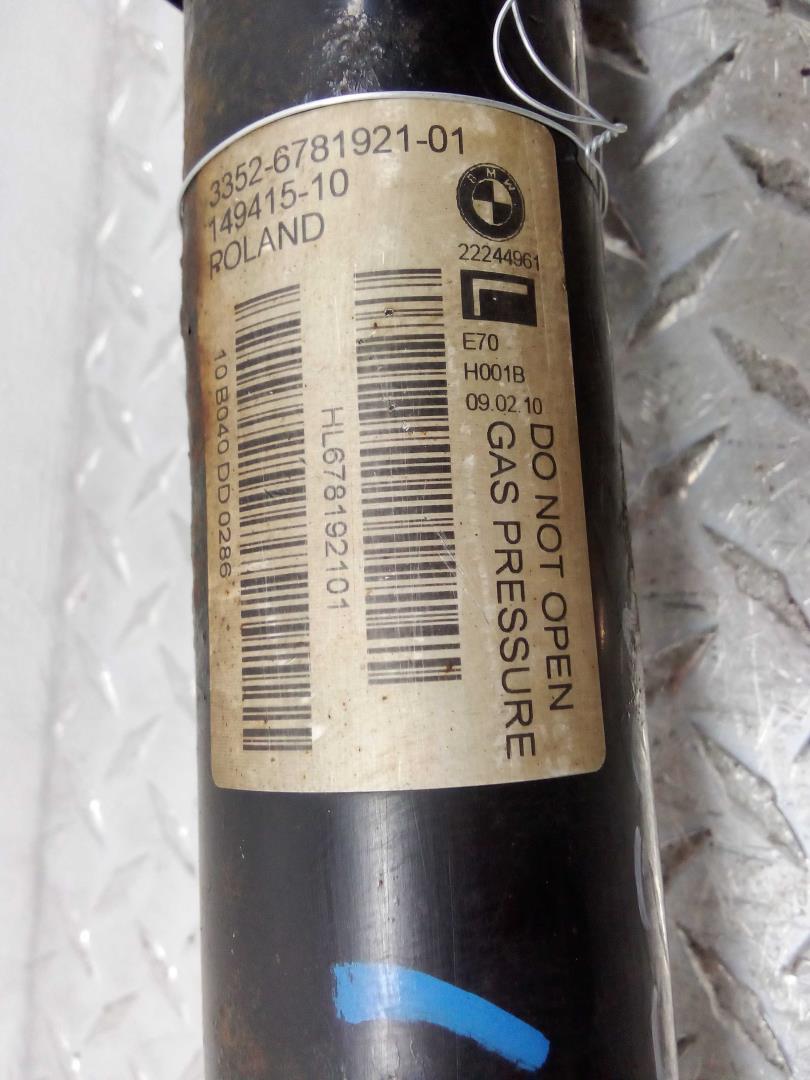 3352-6781921-01
149415-10
ROLAND
BMW
22244961
E70
H001B
09.02.10
DO NOT OPEN
GAS PRESSURE
HL678192101
10 B040 DD 0286